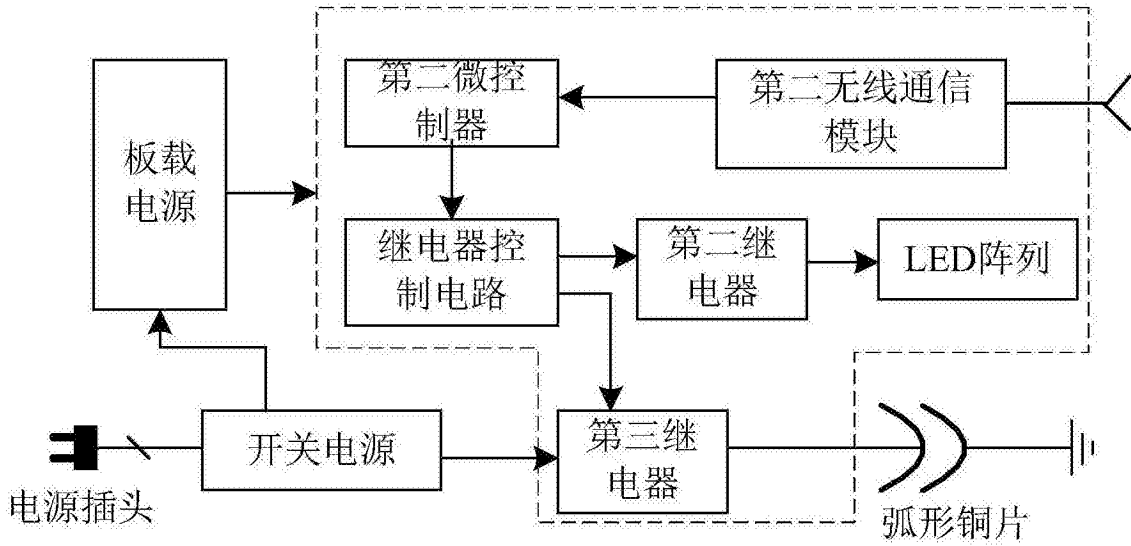 第二微控
制器
第二无线通信
模块
板载
电源
继电器控
制电路
第二继
电器
LED阵列
开关电源
第三继
电器
电源插头
弧形铜片